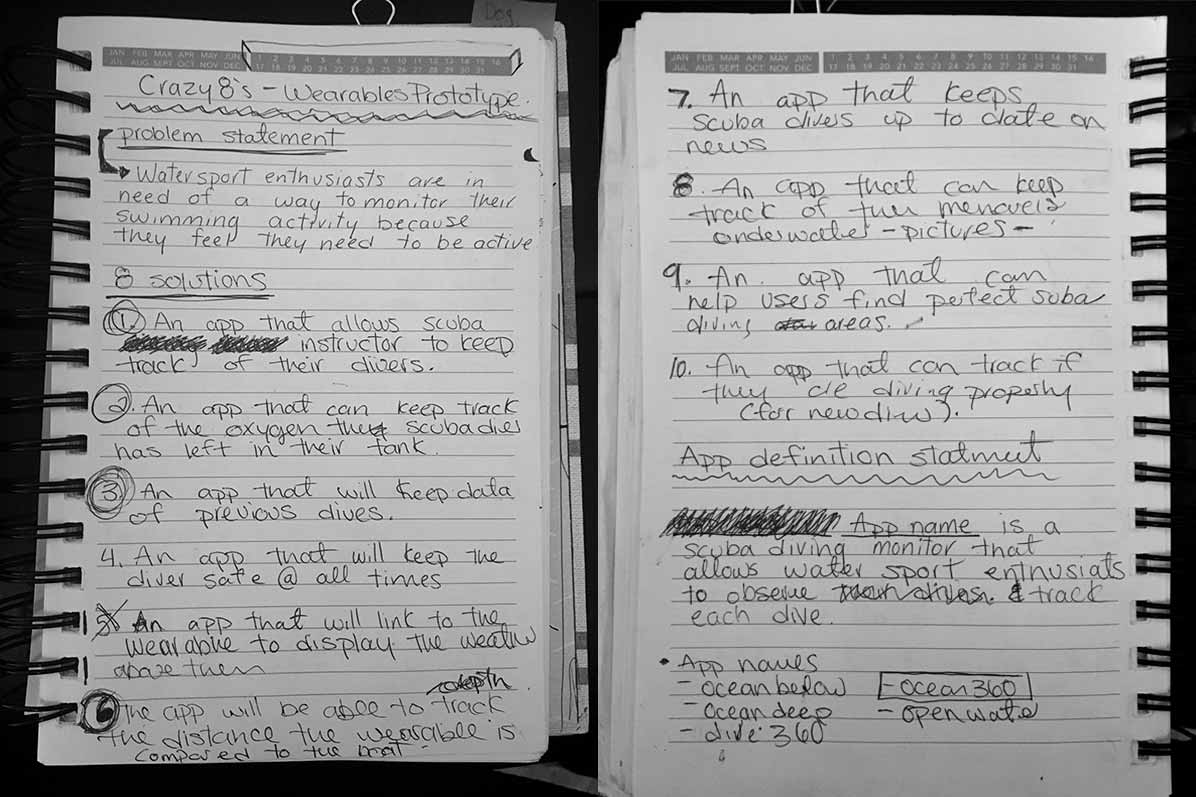 Dog
JAN FEB MAR APR MAY JUN 1 2 3 4 5 6 7 8 9 10 11 12 13 14 15 16
JUL AUG SEPT OCT NOV DEC 17 18 19 20 21 22 23 24 25 26 27 28 29 30 31
Crazy 8's - Wearables Prototype.
problem statement
Watersport enthusiasts are in
need of a way to monitor their
swimming activity because
they feel they need to be active
8 solutions
1. An app that allows scuba
instructor to keep
track of their divers.
2. An app that can keep track
of the oxygen the scuba
has left in their tank.
3 An app that will keep data
of previous dives.
4. An app that will keep the
diver safe @ all times
5. An app that will link to the
wearable to display the weather
above them
depth
6 The app will be able to track
the distance the wearable is
compared to the boat -
JAN FEB MAR APR MAY JUN 1 2 3 4 5 6 7 8 9 10 11 12 13 14 15 16
JUL AUG SEPT OCT NOV DEC 17 18 19 20 21 22 23 24 25 26 27 28 29 30 31
7. An app that keeps
scuba divers up to date on
news
8. An app that can keep
track of
underwater - pictures -
9. An app that can
help users find perfect suba
diving areas.
10. An app that can track if
they are diving properly
(for new divers).
App definition statment
App name is a
scuba diving monitor that
allows water sport enthusiats
to observe & track
each dive.
• App names
- ocean below - ocean360
- ocean deep - open water
- dive 360